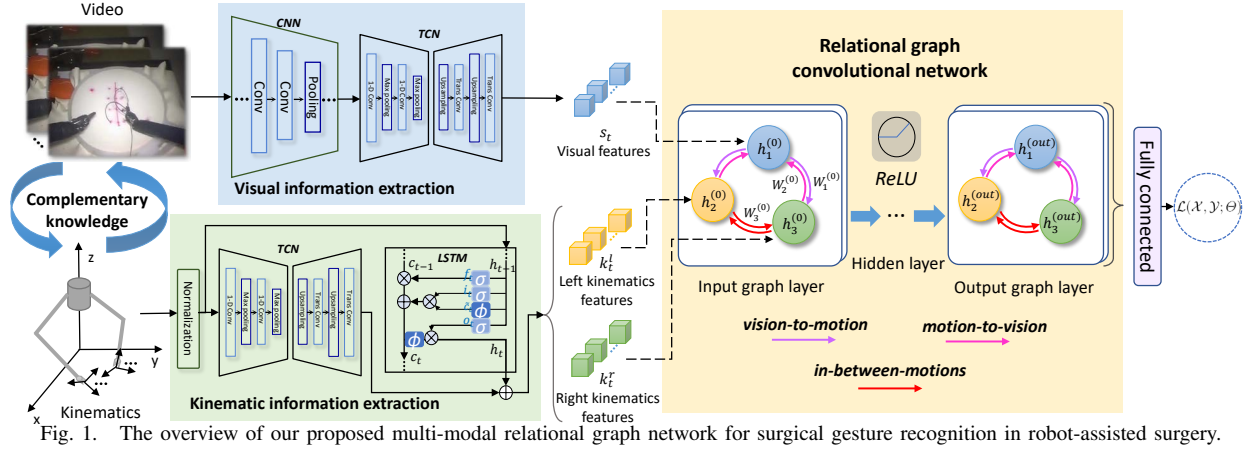 Video
CNN
Conv
Conv
Pooling
TCN
1-D Conv
Max pooling
1-D Conv
Max pooling
Upsampling
Trans Conv
Upsampling
Trans Conv
Visual information extraction
s_t
Visual features
Complementary
knowledge
z
y
x
Kinematics
Normalization
TCN
1-D Conv
Max pooling
1-D Conv
Max pooling
Upsampling
Trans Conv
Upsampling
Trans Conv
LSTM
c_{t-1}
h_{t-1}
σ
σ
ϕ
σ
ϕ
c_t
h_t
Kinematic information extraction
k_t^l
Left kinematics
features
k_t^r
Right kinematics
features
Relational graph
convolutional network
h_1^{(0)}
h_2^{(0)}
h_3^{(0)}
W_2^{(0)}
W_1^{(0)}
W_3^{(0)}
Input graph layer
ReLU
...
Hidden layer
h_1^{(out)}
h_2^{(out)}
h_3^{(out)}
Output graph layer
vision-to-motion
motion-to-vision
in-between-motions
Fully connected
ℒ(𝒳, 𝒴; Θ)
Fig. 1. The overview of our proposed multi-modal relational graph network for surgical gesture recognition in robot-assisted surgery.